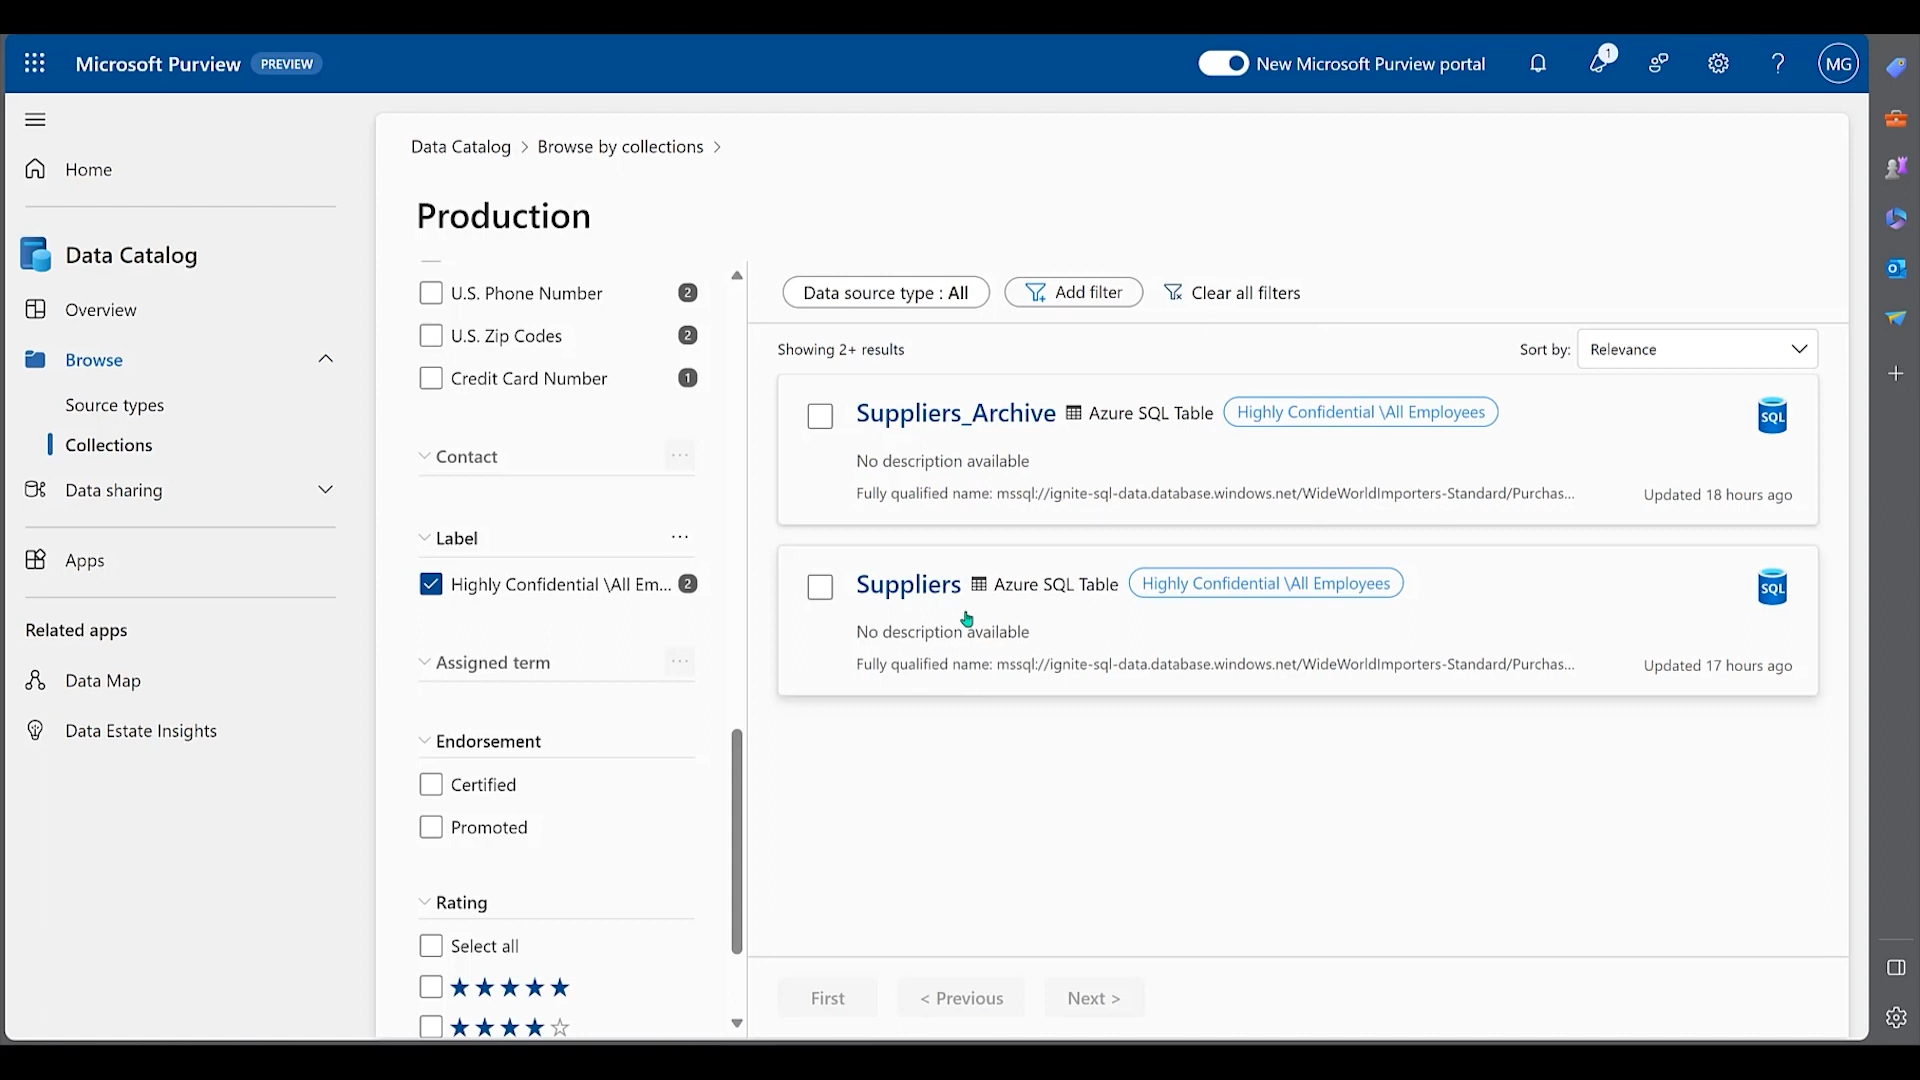 Microsoft Purview PREVIEW
New Microsoft Purview portal
1
MG
Home
Data Catalog
Overview
Browse
Source types
Collections
Data sharing
Apps
Related apps
Data Map
Data Estate Insights
Data Catalog > Browse by collections >
Production
U.S. Phone Number 2
U.S. Zip Codes 2
Credit Card Number 1
Contact ...
Label ...
Highly Confidential \All Em... 2
Assigned term ...
Endorsement
Certified
Promoted
Rating
Select all
Data source type : All
Add filter
Clear all filters
Showing 2+ results
Sort by: Relevance
Suppliers_Archive Azure SQL Table Highly Confidential \All Employees
SQL
No description available
Fully qualified name: mssql://ignite-sql-data.database.windows.net/WideWorldImporters-Standard/Purchas...
Updated 18 hours ago
Suppliers Azure SQL Table Highly Confidential \All Employees
SQL
No description available
Fully qualified name: mssql://ignite-sql-data.database.windows.net/WideWorldImporters-Standard/Purchas...
Updated 17 hours ago
First
< Previous
Next >